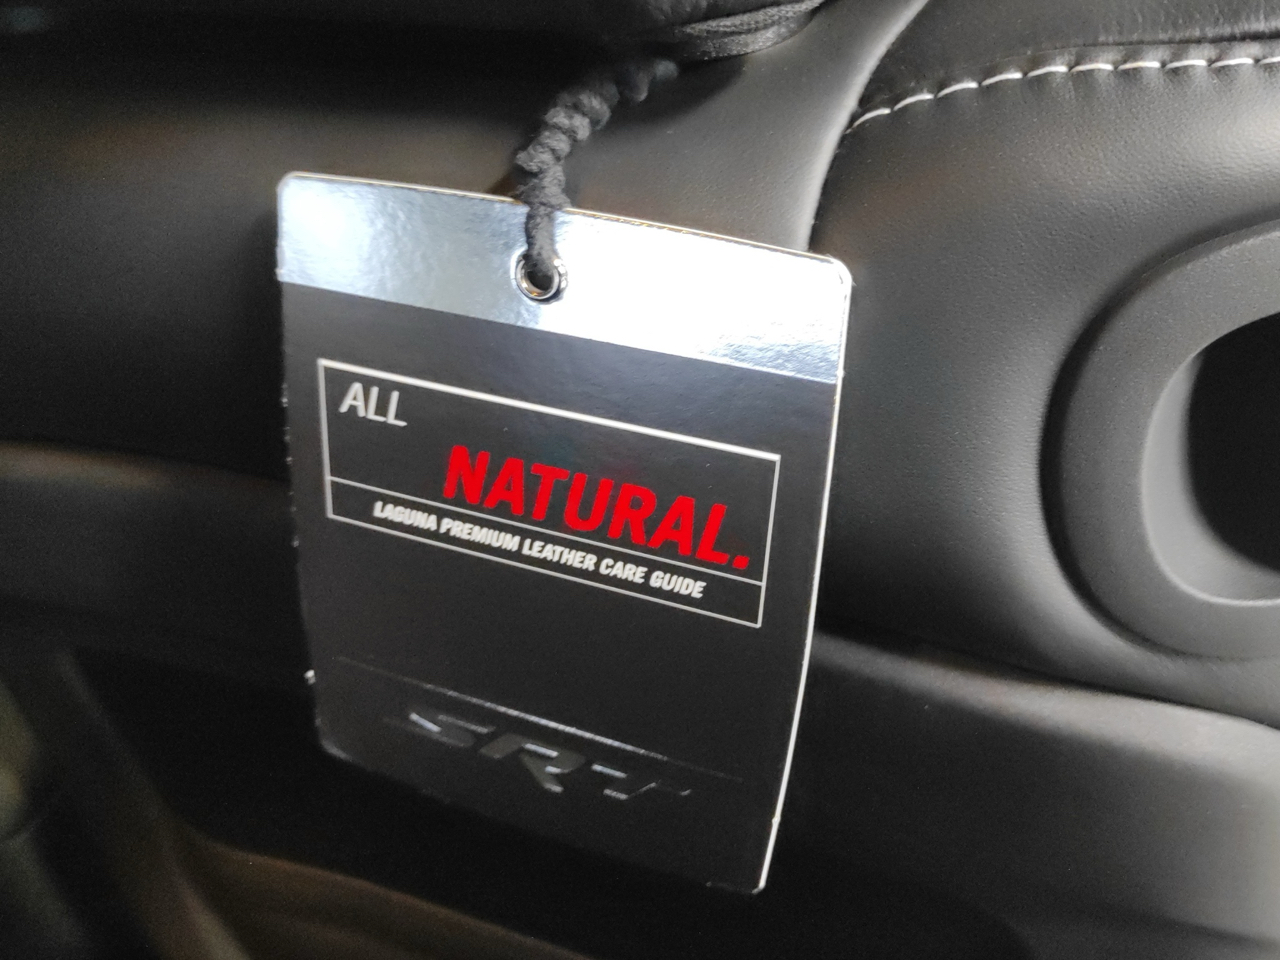 ALL
NATURAL.
LAGUNA PREMIUM LEATHER CARE GUIDE
SRT